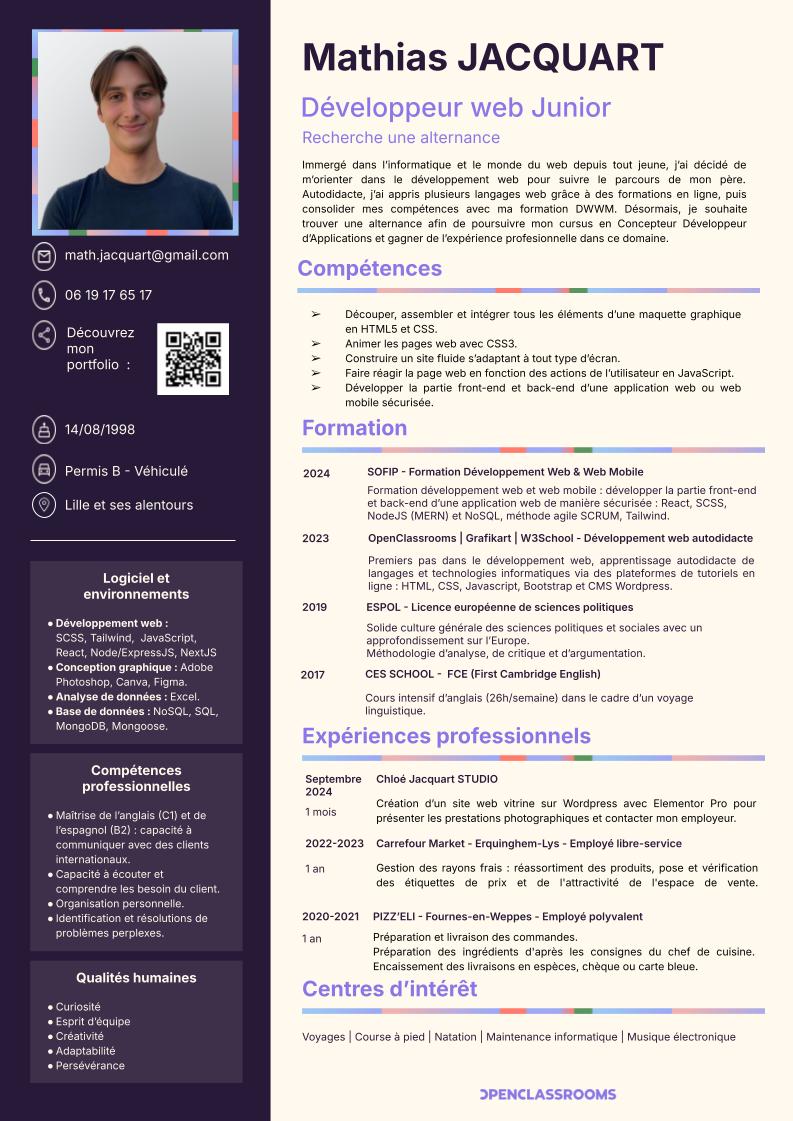 math.jacquart@gmail.com
06 19 17 65 17
Découvrez
mon
portfolio :
14/08/1998
Permis B - Véhiculé
Lille et ses alentours
Logiciel et
environnements
● Développement web :
SCSS, Tailwind, JavaScript,
React, Node/ExpressJS, NextJS
● Conception graphique : Adobe
Photoshop, Canva, Figma.
● Analyse de données : Excel.
● Base de données : NoSQL, SQL,
MongoDB, Mongoose.
Compétences
professionnelles
● Maîtrise de l’anglais (C1) et de
l’espagnol (B2) : capacité à
communiquer avec des clients
internationaux.
● Capacité à écouter et
comprendre les besoin du client.
● Organisation personnelle.
● Identification et résolutions de
problèmes perplexes.
Qualités humaines
● Curiosité
● Esprit d’équipe
● Créativité
● Adaptabilité
● Persévérance
Mathias JACQUART
Développeur web Junior
Recherche une alternance
Immergé dans l’informatique et le monde du web depuis tout jeune, j’ai décidé de
m’orienter dans le développement web pour suivre le parcours de mon père.
Autodidacte, j’ai appris plusieurs langages web grâce à des formations en ligne, puis
consolider mes compétences avec ma formation DWWM. Désormais, je souhaite
trouver une alternance afin de poursuivre mon cursus en Concepteur Développeur
d’Applications et gagner de l’expérience profesionnelle dans ce domaine.
Compétences
➢ Découper, assembler et intégrer tous les éléments d’une maquette graphique
en HTML5 et CSS.
➢ Animer les pages web avec CSS3.
➢ Construire un site fluide s’adaptant à tout type d’écran.
➢ Faire réagir la page web en fonction des actions de l’utilisateur en JavaScript.
➢ Développer la partie front-end et back-end d’une application web ou web
mobile sécurisée.
Formation
2024 SOFIP - Formation Développement Web & Web Mobile
Formation développement web et web mobile : développer la partie front-end
et back-end d’une application web de manière sécurisée : React, SCSS,
NodeJS (MERN) et NoSQL, méthode agile SCRUM, Tailwind.
2023 OpenClassrooms | Grafikart | W3School - Développement web autodidacte
Premiers pas dans le développement web, apprentissage autodidacte de
langages et technologies informatiques via des plateformes de tutoriels en
ligne : HTML, CSS, Javascript, Bootstrap et CMS Wordpress.
2019 ESPOL - Licence européenne de sciences politiques
Solide culture générale des sciences politiques et sociales avec un
approfondissement sur l’Europe.
Méthodologie d’analyse, de critique et d’argumentation.
2017 CES SCHOOL - FCE (First Cambridge English)
Cours intensif d’anglais (26h/semaine) dans le cadre d’un voyage
linguistique.
Expériences professionnels
Septembre Chloé Jacquart STUDIO
2024
1 mois
Création d’un site web vitrine sur Wordpress avec Elementor Pro pour
présenter les prestations photographiques et contacter mon employeur.
2022-2023 Carrefour Market - Erquinghem-Lys - Employé libre-service
1 an Gestion des rayons frais : réassortiment des produits, pose et vérification
des étiquettes de prix et de l'attractivité de l'espace de vente.
2020-2021 PIZZ’ELI - Fournes-en-Weppes - Employé polyvalent
1 an Préparation et livraison des commandes.
Préparation des ingrédients d'après les consignes du chef de cuisine.
Encaissement des livraisons en espèces, chèque ou carte bleue.
Centres d’intérêt
Voyages | Course à pied | Natation | Maintenance informatique | Musique électronique
OPENCLASSROOMS